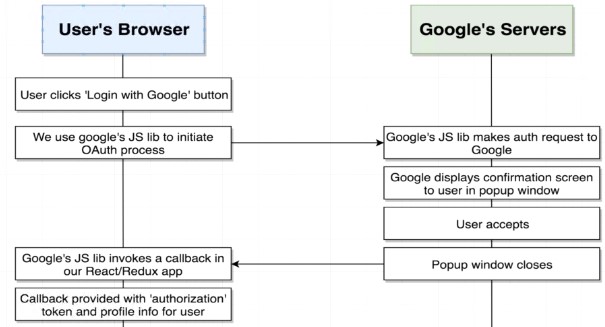 User's Browser
Google's Servers
User clicks 'Login with Google' button
We use google's JS lib to initiate
OAuth process
Google's JS lib makes auth request to
Google
Google displays confirmation screen
to user in popup window
User accepts
Google's JS lib invokes a callback in
our React/Redux app
Popup window closes
Callback provided with 'authorization'
token and profile info for user